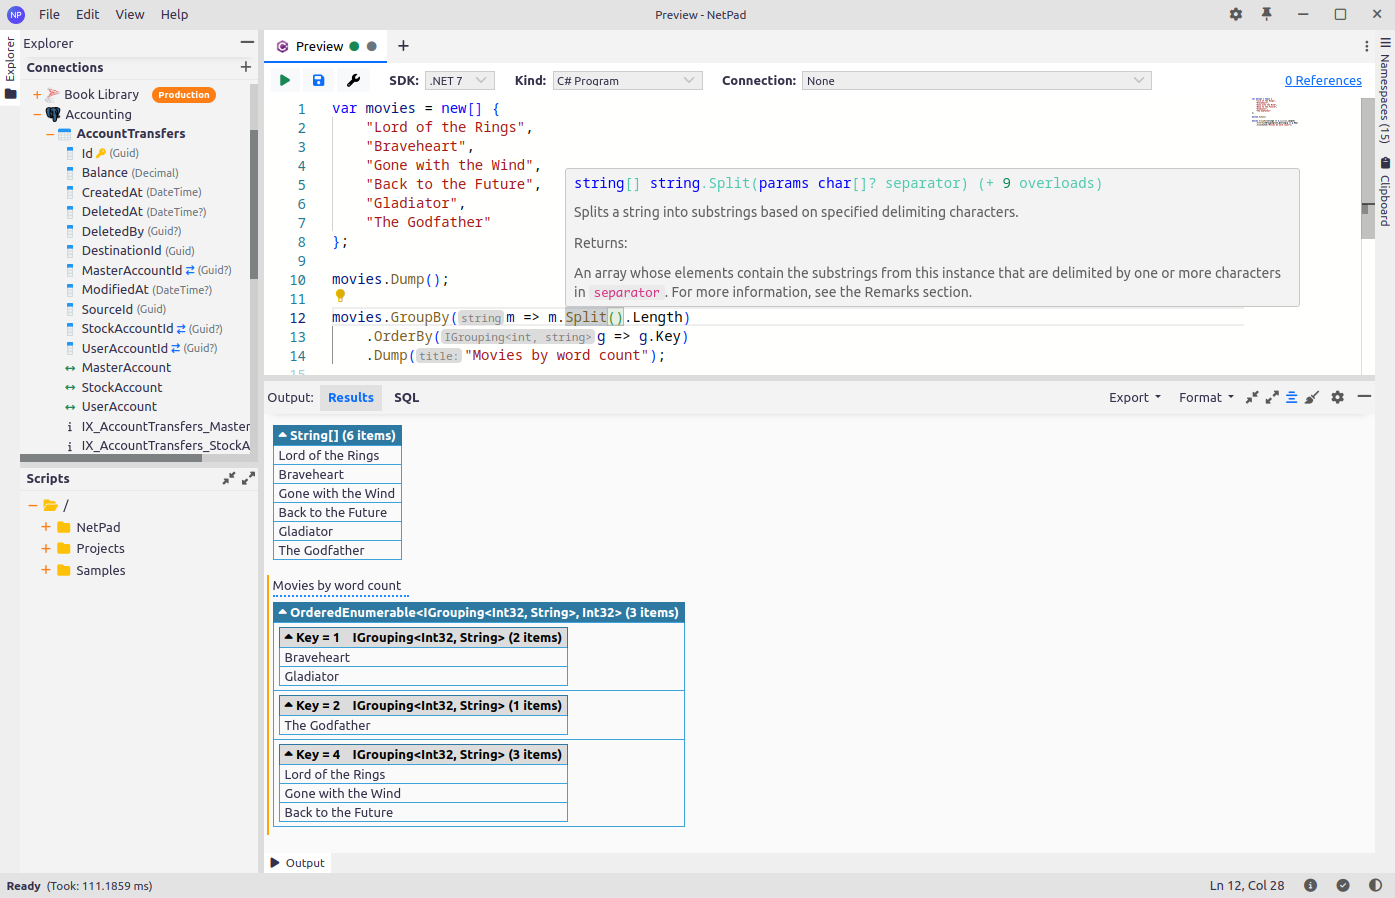 NP File Edit View Help Preview - NetPad
Explorer
Explorer
Connections
Book Library Production
Accounting
AccountTransfers
Id (Guid)
Balance (Decimal)
CreatedAt (DateTime)
DeletedAt (DateTime?)
DeletedBy (Guid?)
DestinationId (Guid)
MasterAccountId (Guid?)
ModifiedAt (DateTime?)
SourceId (Guid)
StockAccountId (Guid?)
UserAccountId (Guid?)
MasterAccount
StockAccount
UserAccount
IX_AccountTransfers_Master
IX_AccountTransfers_StockA
Scripts
/
NetPad
Projects
Samples
Preview
SDK: .NET 7 Kind: C# Program Connection: None 0 References
1 var movies = new[] {
2 "Lord of the Rings",
3 "Braveheart",
4 "Gone with the Wind",
5 "Back to the Future",
6 "Gladiator",
7 "The Godfather"
8 };
9
10 movies.Dump();
11
12 movies.GroupBy(string m => m.Split().Length)
13 .OrderBy(IGrouping<int, string> g => g.Key)
14 .Dump(title: "Movies by word count");
15
string[] string.Split(params char[]? separator) (+ 9 overloads)
Splits a string into substrings based on specified delimiting characters.
Returns:
An array whose elements contain the substrings from this instance that are delimited by one or more characters
in separator. For more information, see the Remarks section.
Namespaces (15)
Clipboard
Output: Results SQL Export Format
String[] (6 items)
Lord of the Rings
Braveheart
Gone with the Wind
Back to the Future
Gladiator
The Godfather
Movies by word count
OrderedEnumerable<IGrouping<Int32, String>, Int32> (3 items)
Key = 1 IGrouping<Int32, String> (2 items)
Braveheart
Gladiator
Key = 2 IGrouping<Int32, String> (1 items)
The Godfather
Key = 4 IGrouping<Int32, String> (3 items)
Lord of the Rings
Gone with the Wind
Back to the Future
Output
Ready (Took: 111.1859 ms) Ln 12, Col 28